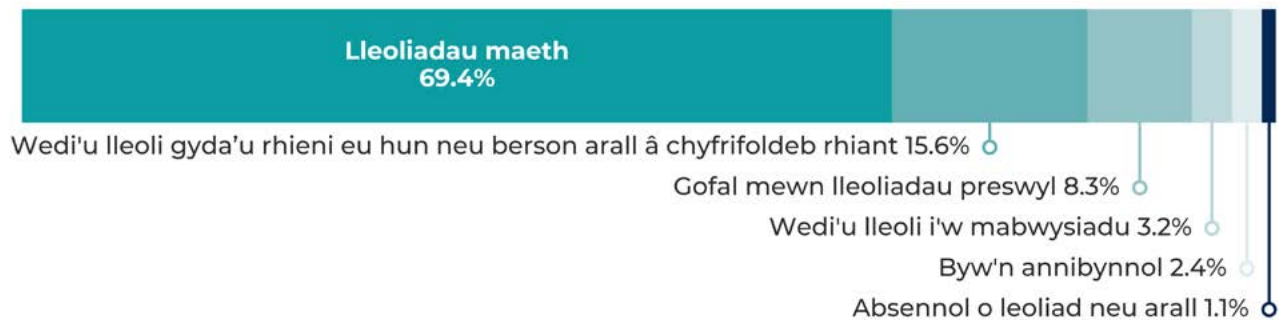 Lleoliadau maeth
69.4%
Wedi'u lleoli gyda'u rhieni eu hun neu berson arall â chyfrifoldeb rhiant 15.6%
Gofal mewn lleoliadau preswyl 8.3%
Wedi'u lleoli i'w mabwysiadu 3.2%
Byw'n annibynnol 2.4%
Absennol o leoliad neu arall 1.1%